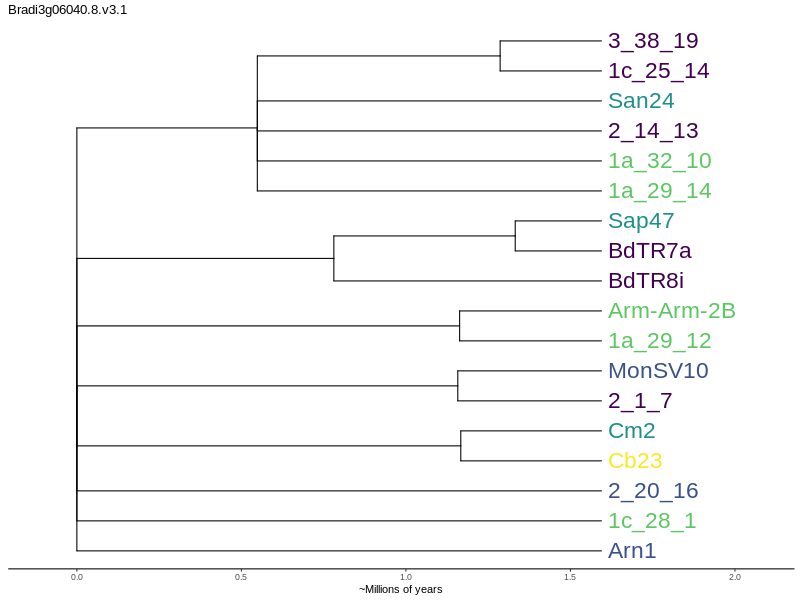 Bradi3g06040.8.v3.1
3_38_19
1c_25_14
San24
2_14_13
1a_32_10
1a_29_14
Sap47
BdTR7a
BdTR8i
Arm-Arm-2B
1a_29_12
MonSV10
2_1_7
Cm2
Cb23
2_20_16
1c_28_1
Arn1
0.0 0.5 1.0 1.5 2.0
~Millions of years